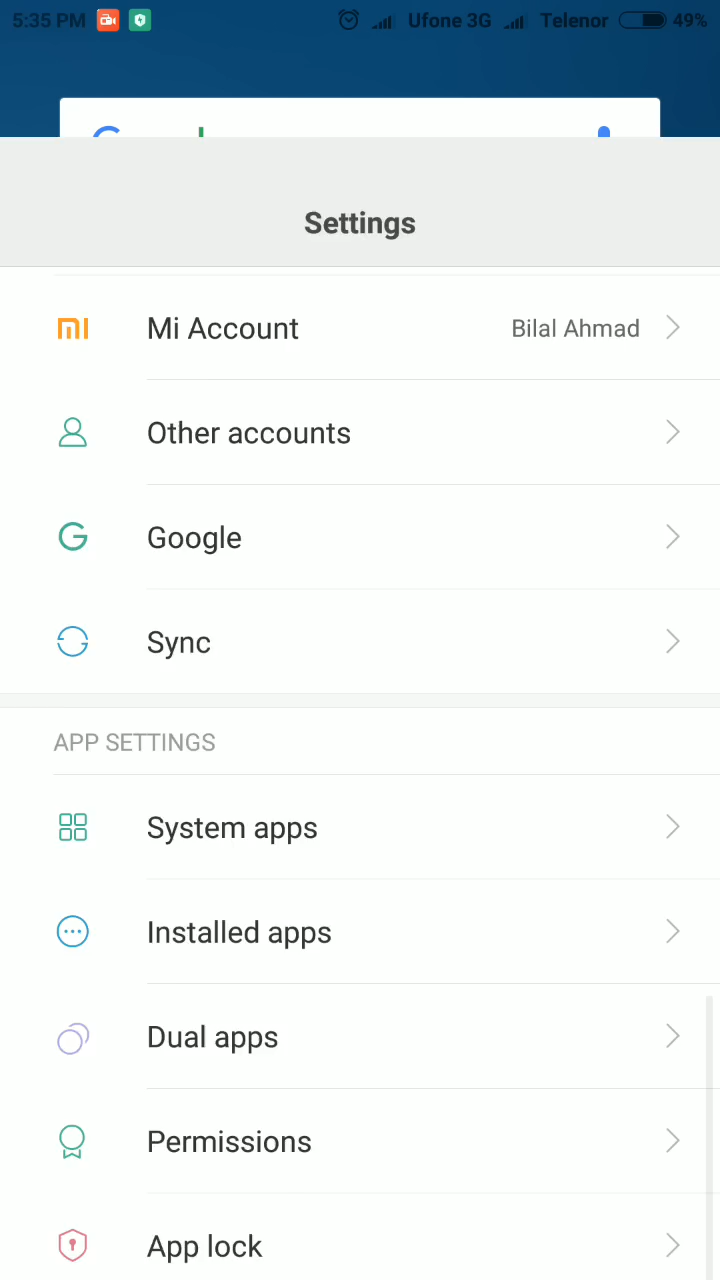 5:35 PM Ufone 3G Telenor 49%
Settings
Mi Account Bilal Ahmad
Other accounts
Google
Sync
APP SETTINGS
System apps
Installed apps
Dual apps
Permissions
App lock